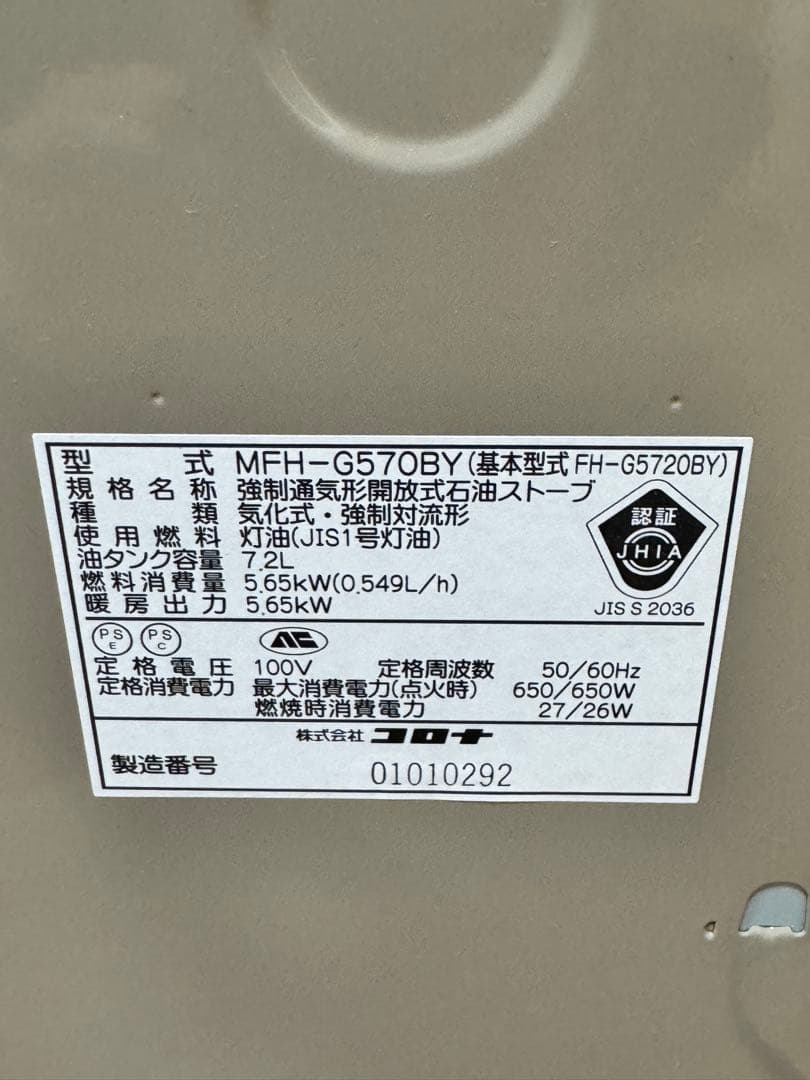 型式 MFH-G570BY(基本型式 FH-G5720BY)
規格名称 強制通気形開放式石油ストーブ
種類 気化式・強制対流形
使用燃料 灯油(JIS1号灯油)
油タンク容量 7.2L
燃料消費量 5.65kW(0.549L/h)
暖房出力 5.65kW
認証
JHIA
JIS S 2036
PS E PS C
定格電圧 100V 定格周波数 50/60Hz
定格消費電力 最大消費電力(点火時) 650/650W
燃焼時消費電力 27/26W
株式会社 コロナ
製造番号 01010292